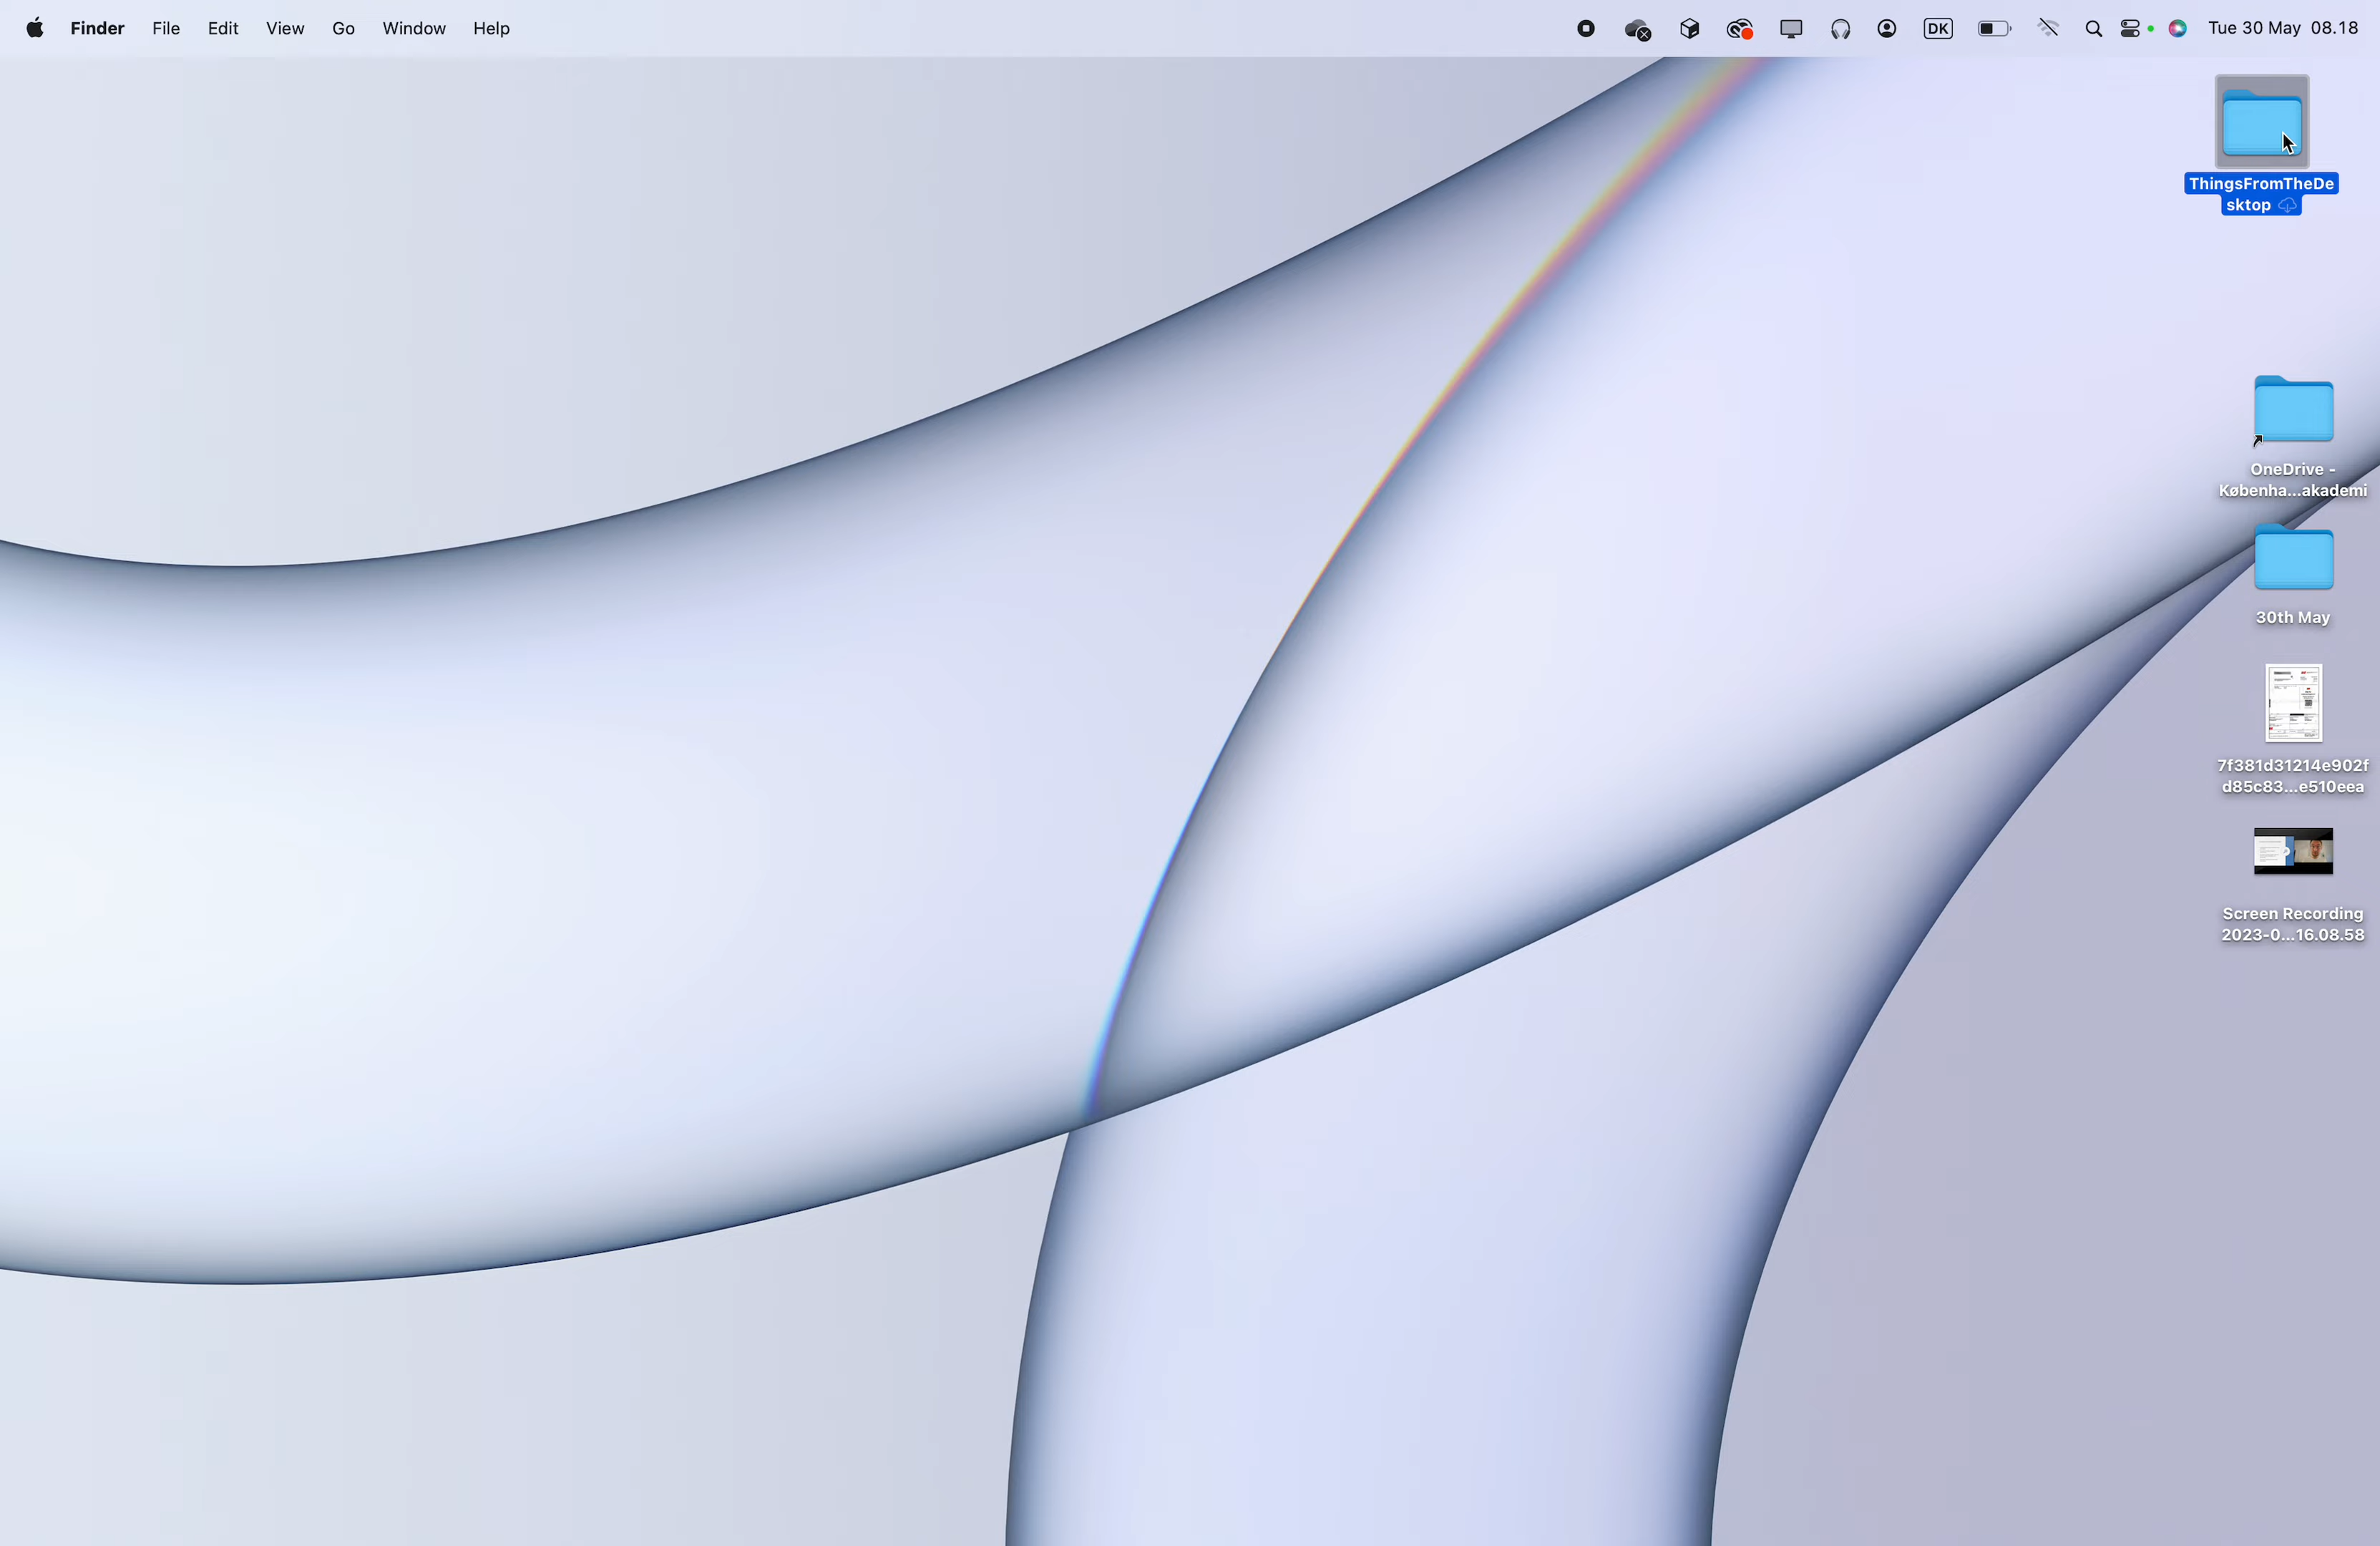 Finder File Edit View Go Window Help DK Tue 30 May 08.18
ThingsFromTheDe
sktop
OneDrive -
Københa...akademi
30th May
7f381d31214e902f
d85c83...e510eea
Screen Recording
2023-0...16.08.58